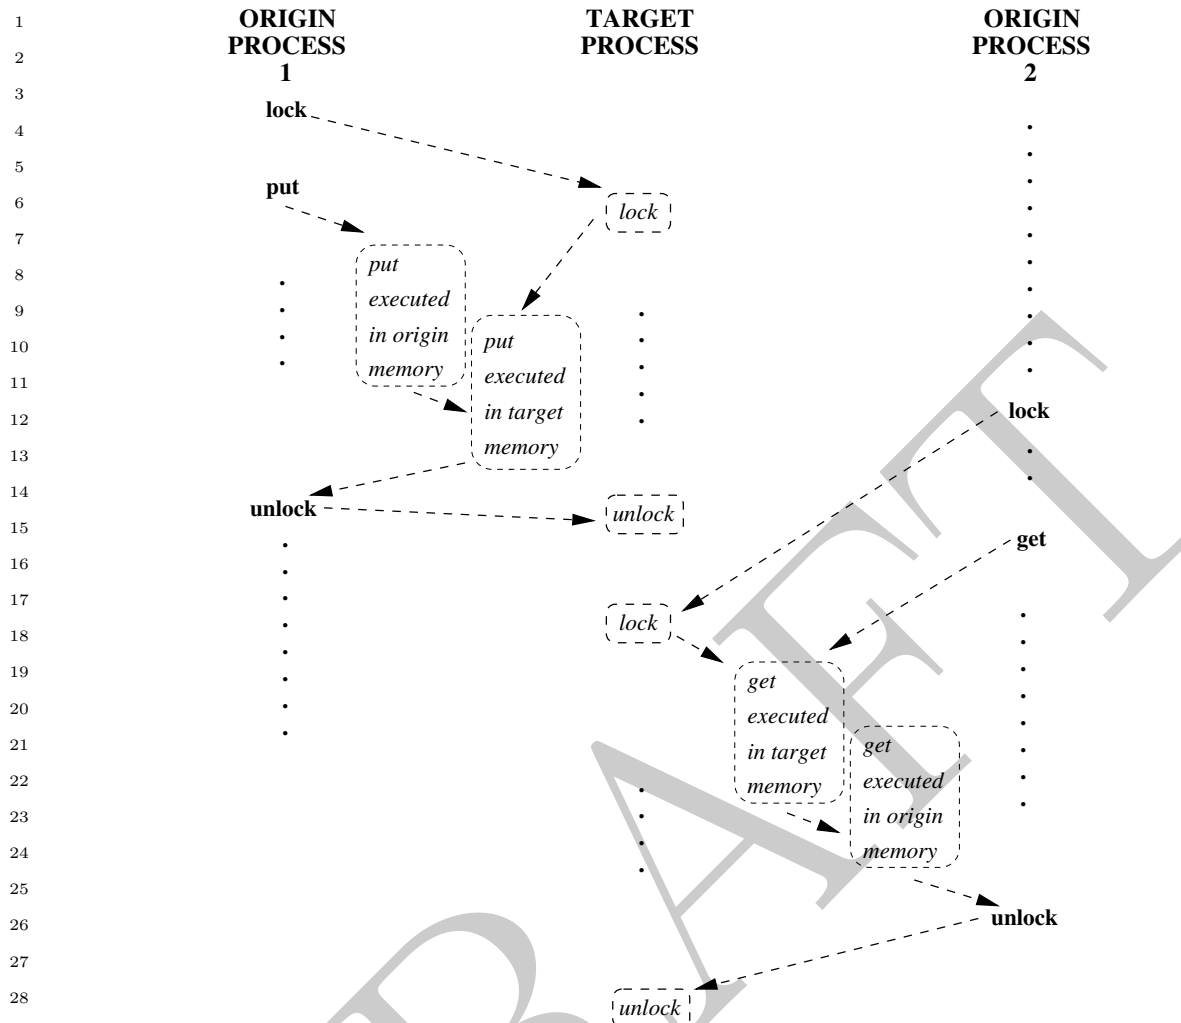 1
2
3
4
5
6
7
8
9
10
11
12
13
14
15
16
17
18
19
20
21
22
23
24
25
26
27
28
ORIGIN
PROCESS
1
TARGET
PROCESS
ORIGIN
PROCESS
2
lock
put
lock
put
executed
in origin
memory
put
executed
in target
memory
lock
unlock
unlock
get
lock
get
executed
in target
memory
get
executed
in origin
memory
unlock
unlock
DRAFT